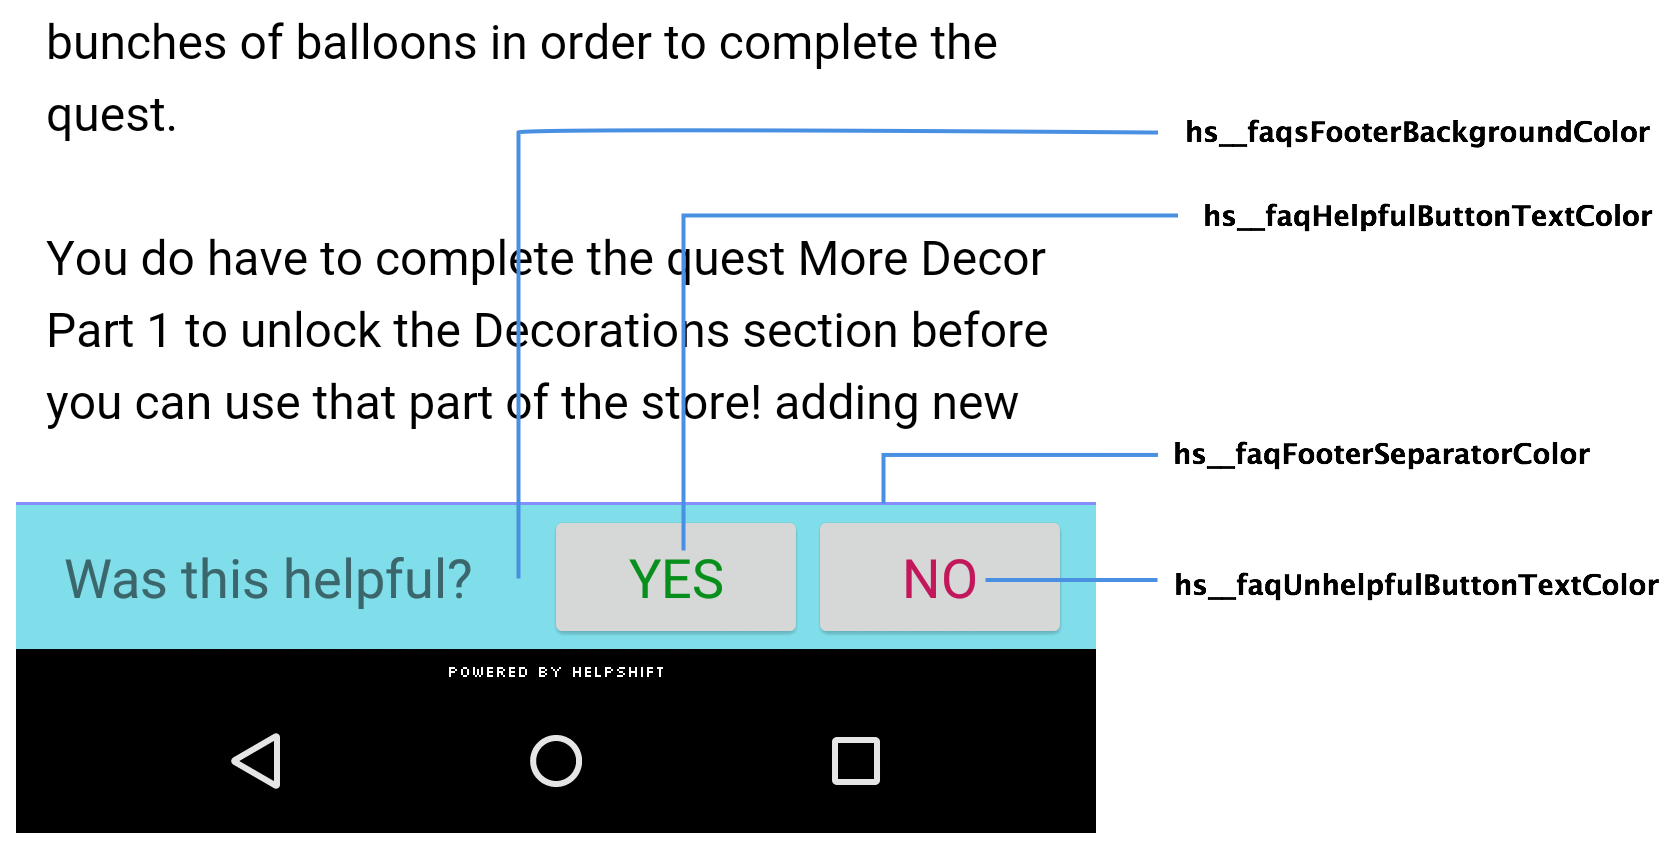 bunches of balloons in order to complete the
quest.
hs__faqsFooterBackgroundColor
hs__faqHelpfulButtonTextColor
You do have to complete the quest More Decor
Part 1 to unlock the Decorations section before
you can use that part of the store! adding new
hs__faqFooterSeparatorColor
Was this helpful? YES NO
hs__faqUnhelpfulButtonTextColor
POWERED BY HELPSHIFT